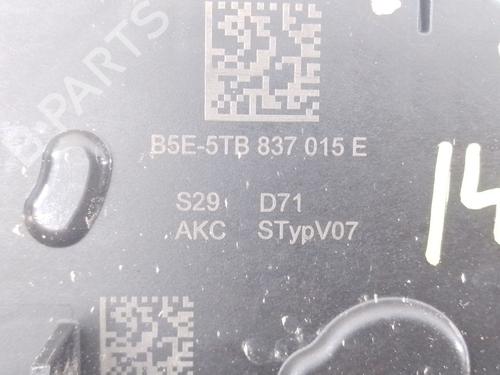 B-PARTS
B5E-5TB 837 015 E
S29 D71
AKC STypV07
14